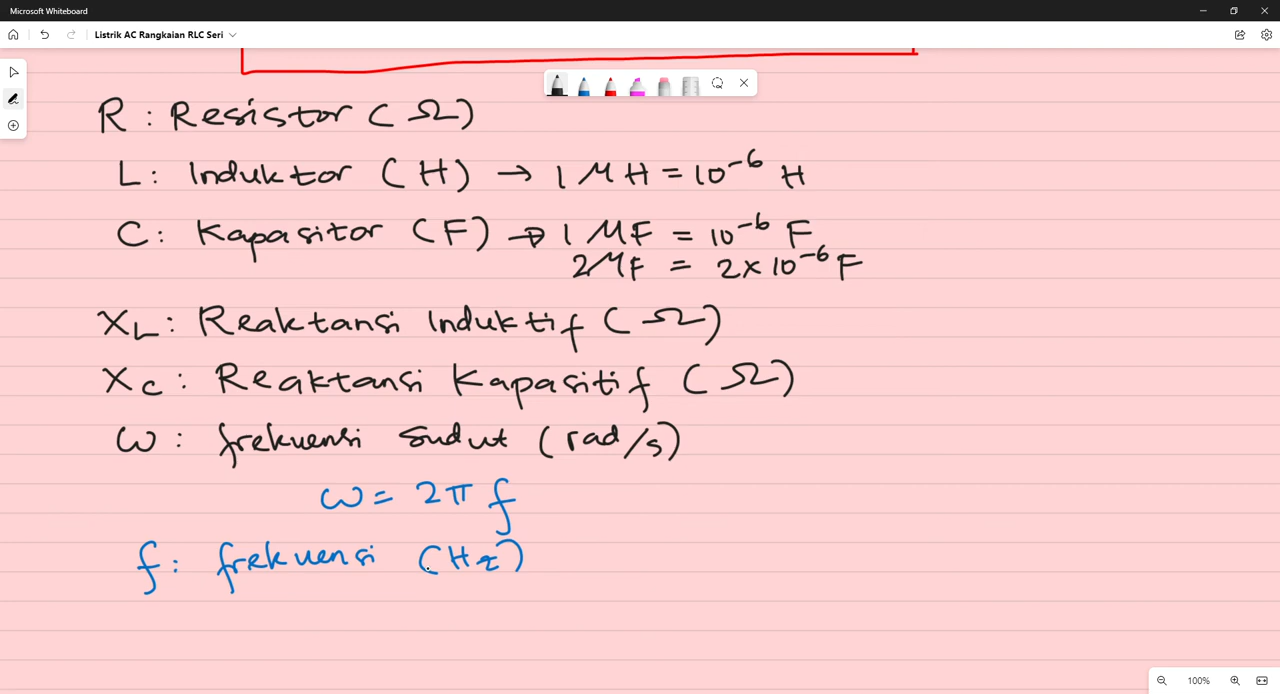 Microsoft Whiteboard
Listrik AC Rangkaian RLC Seri
R : Resistor (Ω)
L : Induktor (H) → 1 μH = 10⁻⁶ H
C : Kapasitor (F) → 1 μF = 10⁻⁶ F
2 μF = 2 × 10⁻⁶ F
X_L : Reaktansi Induktif (Ω)
X_C : Reaktansi Kapasitif (Ω)
ω : frekuensi sudut (rad/s)
ω = 2π f
f : frekuensi (Hz)
100%